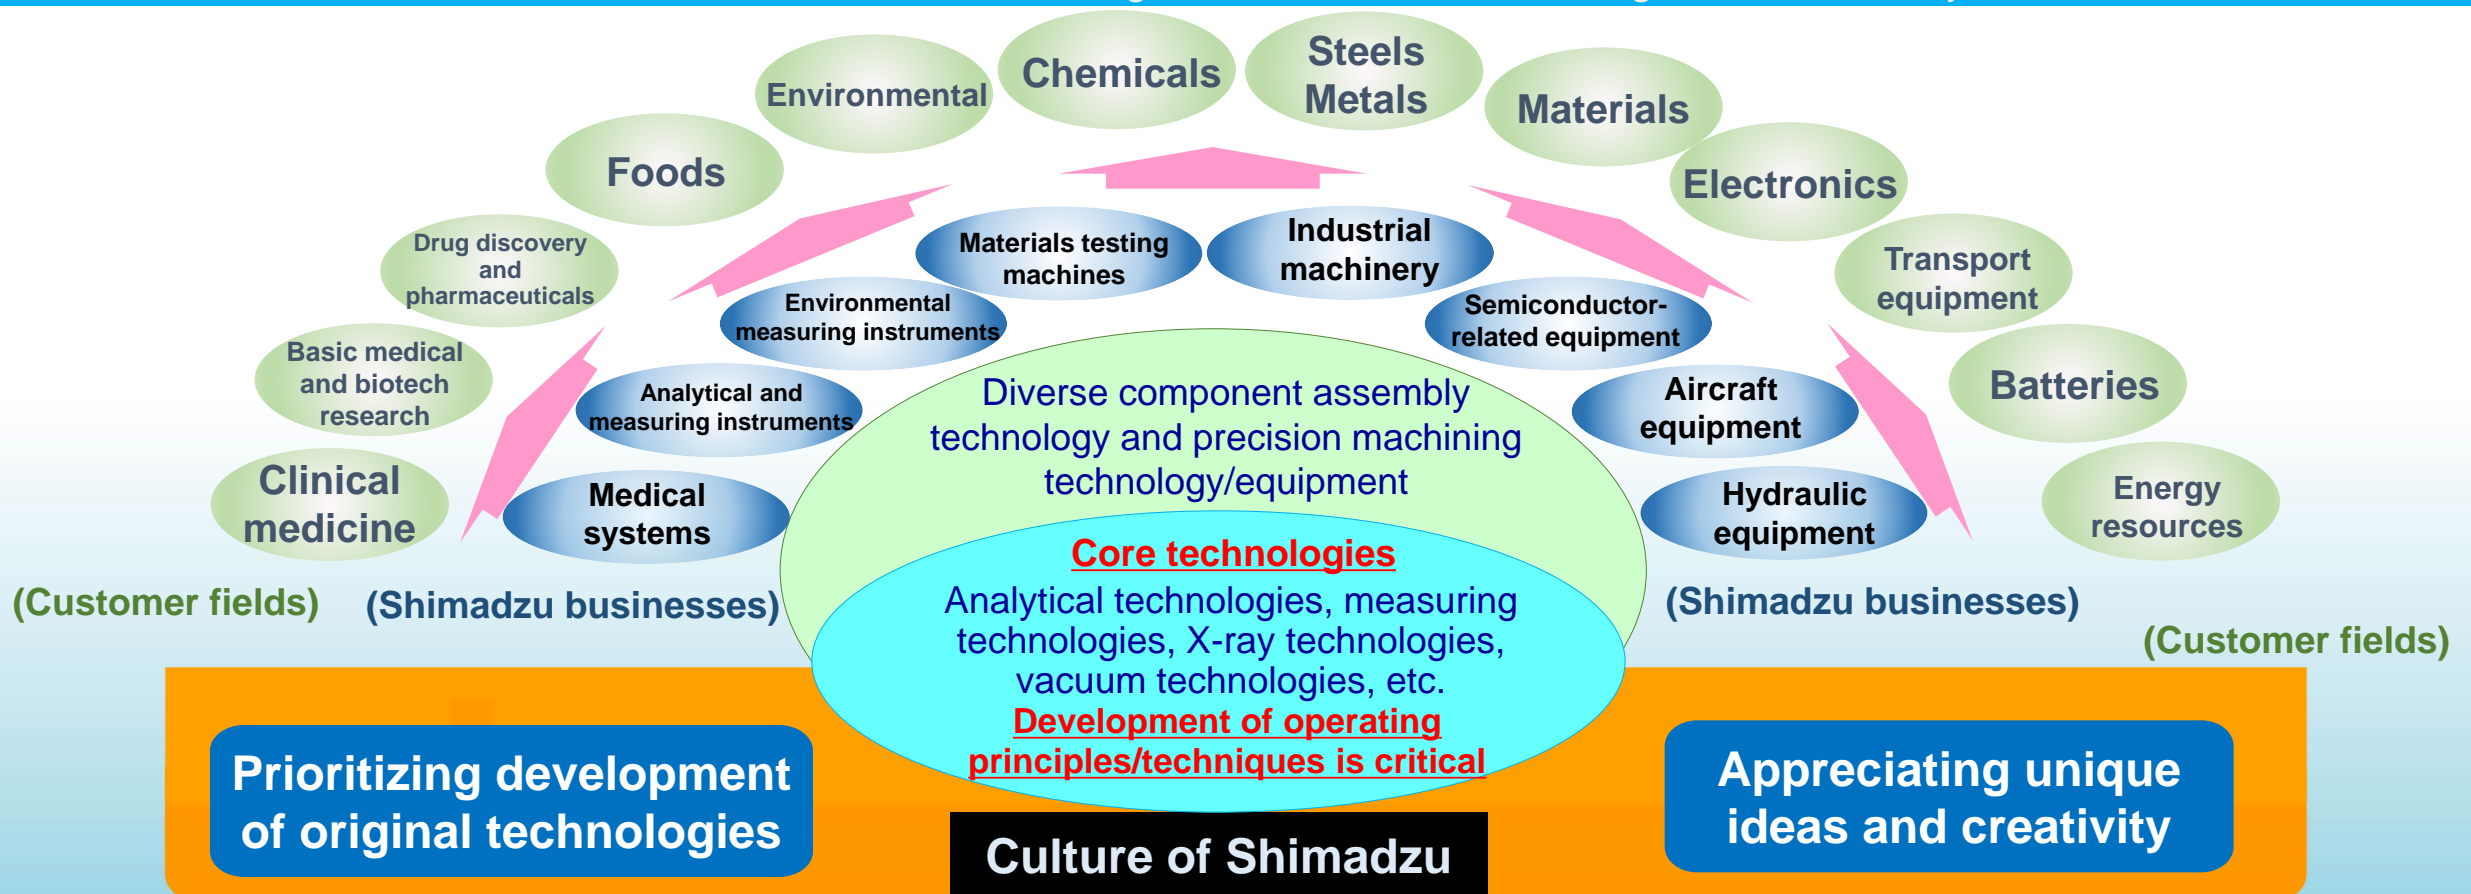 Chemicals
Steels
Metals
Environmental
Materials
Foods
Electronics
Drug discovery
and
pharmaceuticals
Transport
equipment
Basic medical
and biotech
research
Batteries
Clinical
medicine
Energy
resources
Materials testing
machines
Industrial
machinery
Environmental
measuring instruments
Semiconductor-
related equipment
Analytical and
measuring instruments
Aircraft
equipment
Medical
systems
Hydraulic
equipment
Diverse component assembly
technology and precision machining
technology/equipment
Core technologies
Analytical technologies, measuring
technologies, X-ray technologies,
vacuum technologies, etc.
Development of operating
principles/techniques is critical
(Customer fields)
(Shimadzu businesses)
(Shimadzu businesses)
(Customer fields)
Prioritizing development
of original technologies
Appreciating unique
ideas and creativity
Culture of Shimadzu